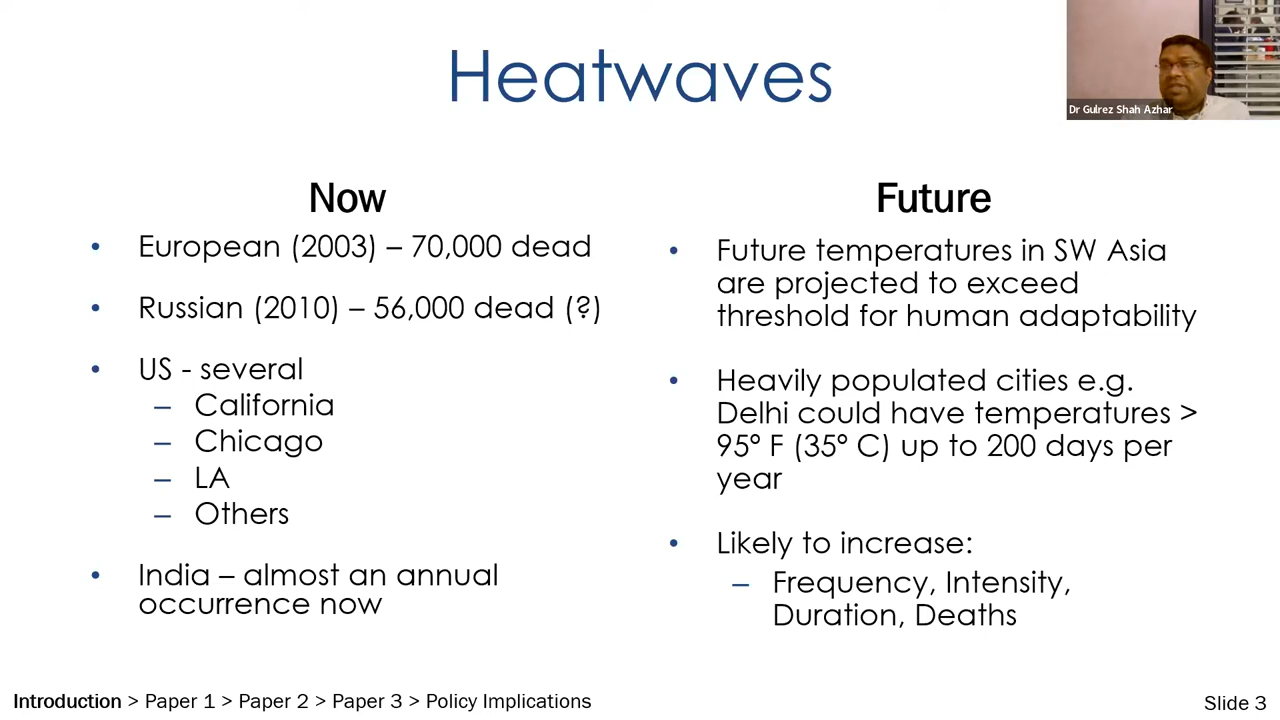 Heatwaves
Dr Gulrez Shah Azhar
Now
• European (2003) – 70,000 dead
• Russian (2010) – 56,000 dead (?)
• US - several
– California
– Chicago
– LA
– Others
• India – almost an annual
occurrence now
Future
• Future temperatures in SW Asia
are projected to exceed
threshold for human adaptability
• Heavily populated cities e.g.
Delhi could have temperatures >
95° F (35° C) up to 200 days per
year
• Likely to increase:
– Frequency, Intensity,
Duration, Deaths
Introduction > Paper 1 > Paper 2 > Paper 3 > Policy Implications
Slide 3